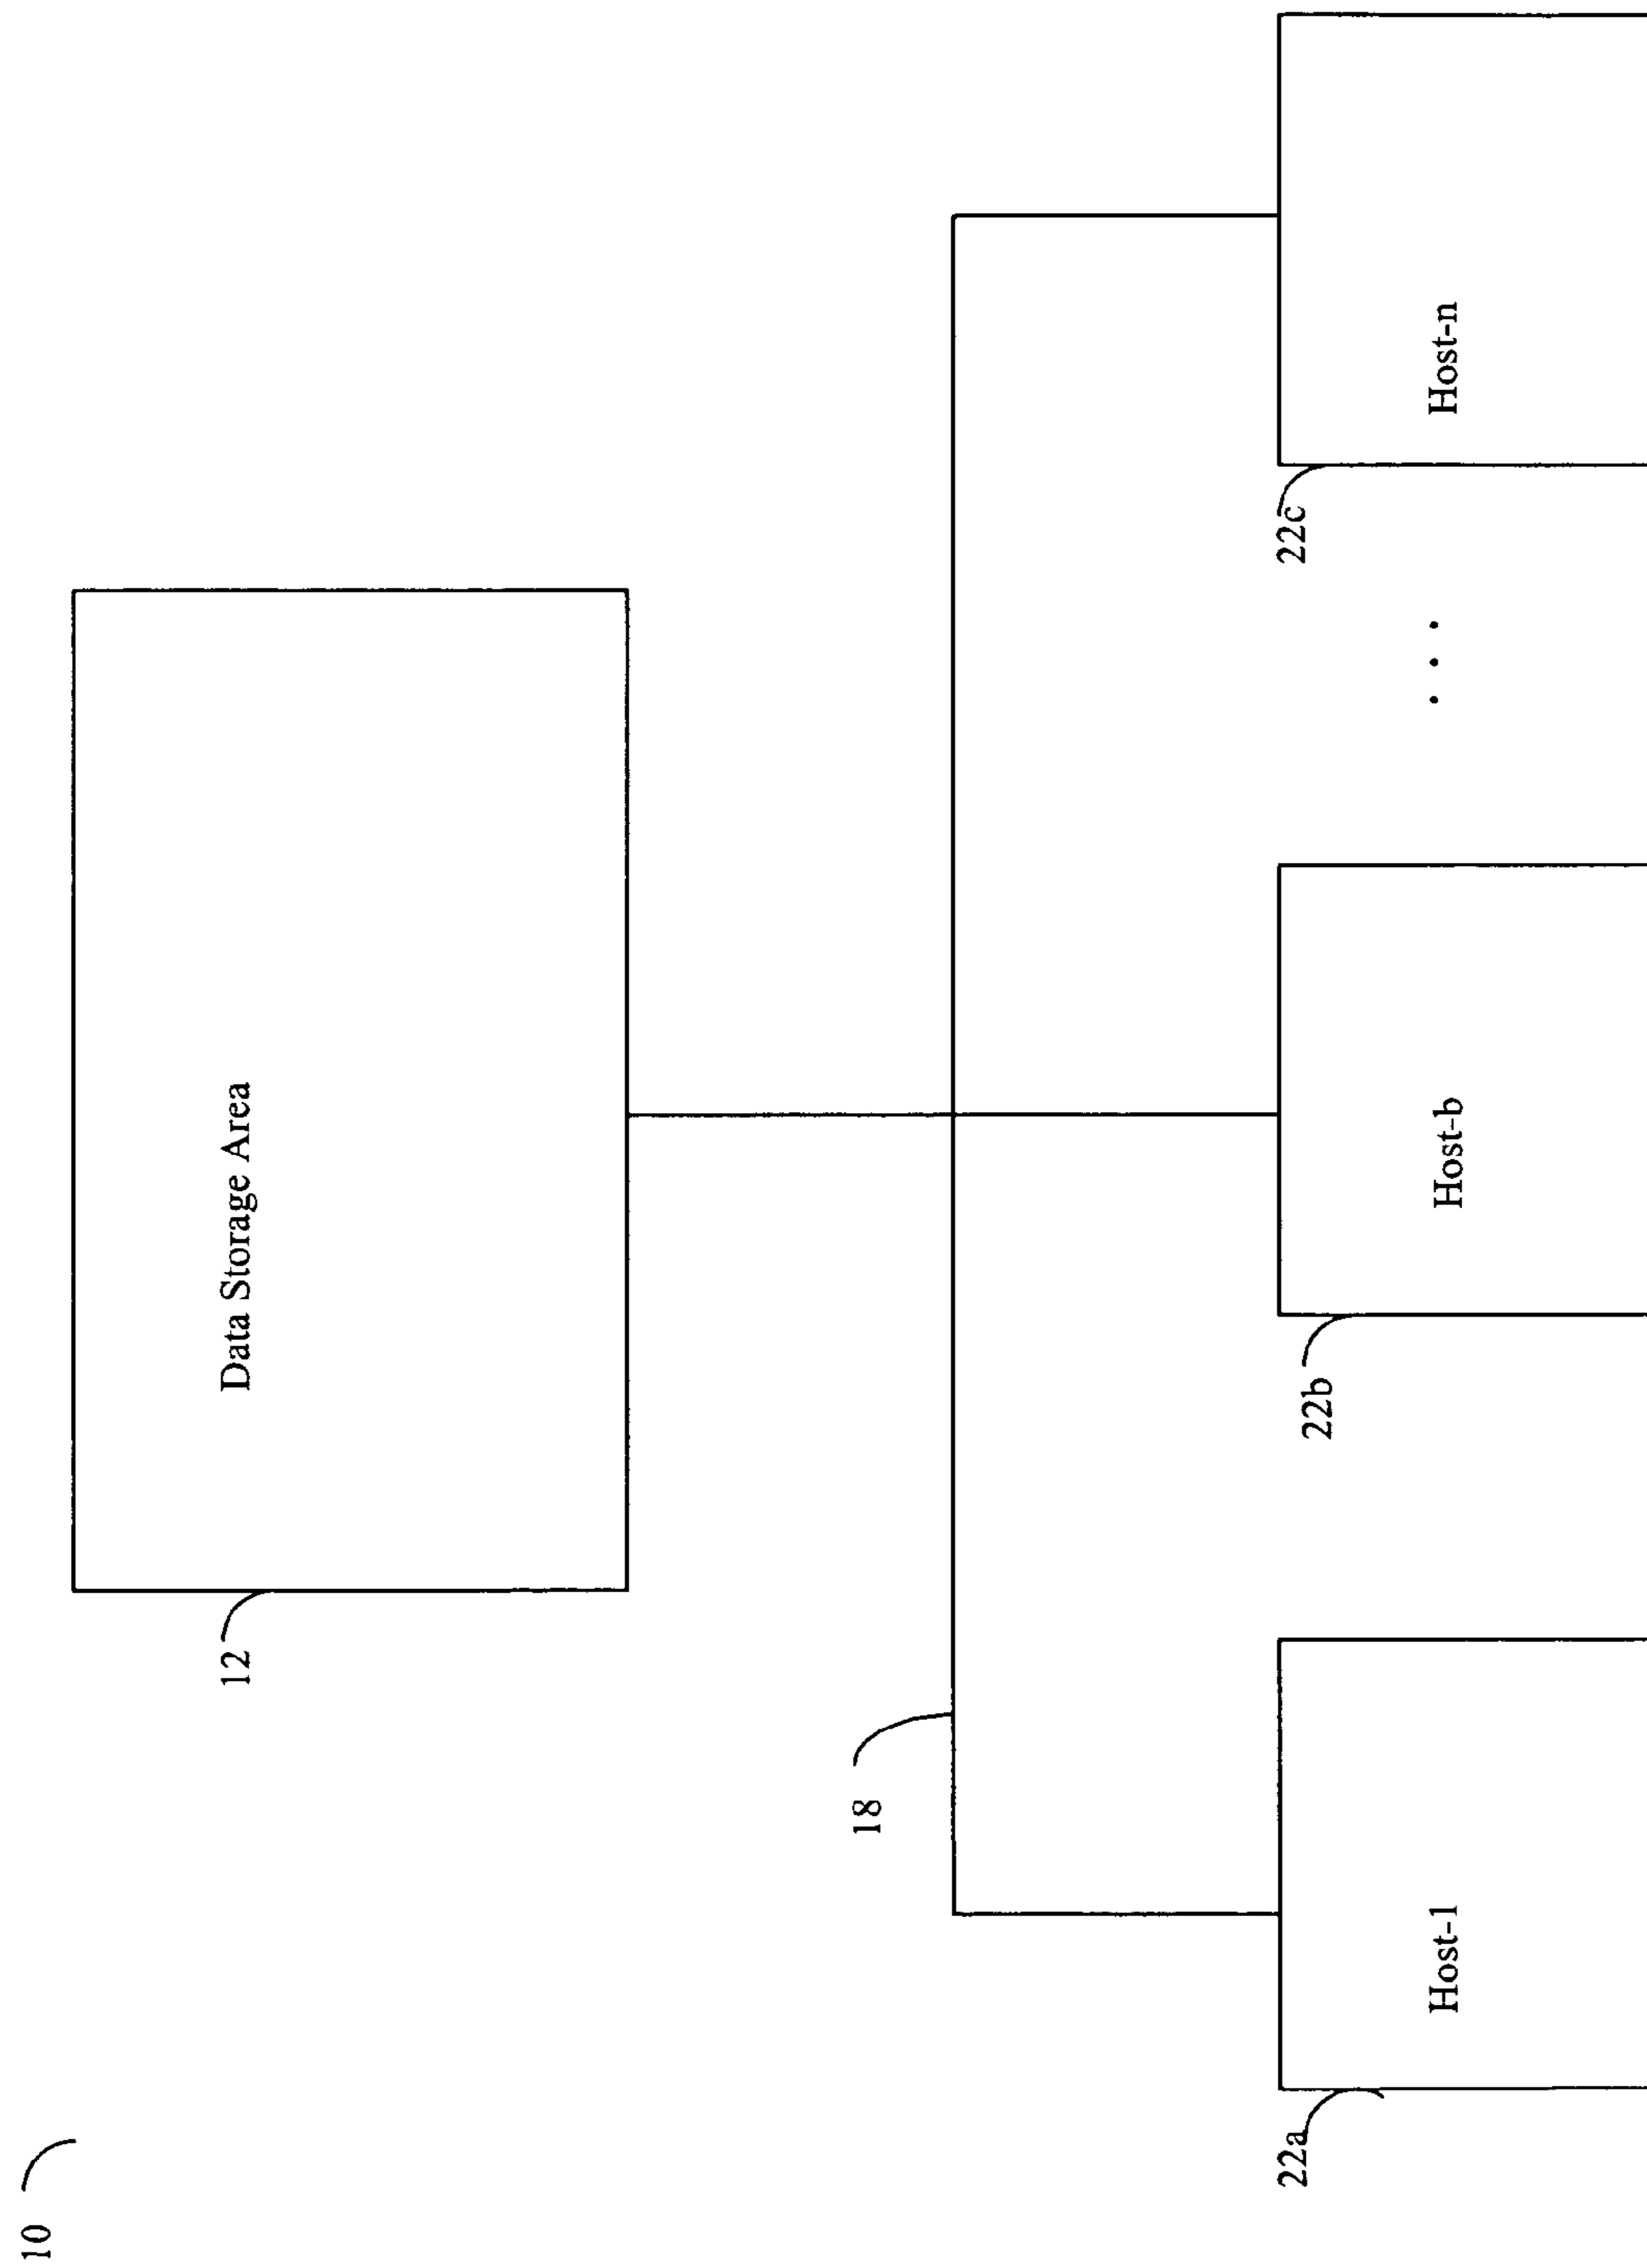 10
12
Data Storage Area
18
22a
Host-1
22b
Host-b
. . .
22c
Host-n